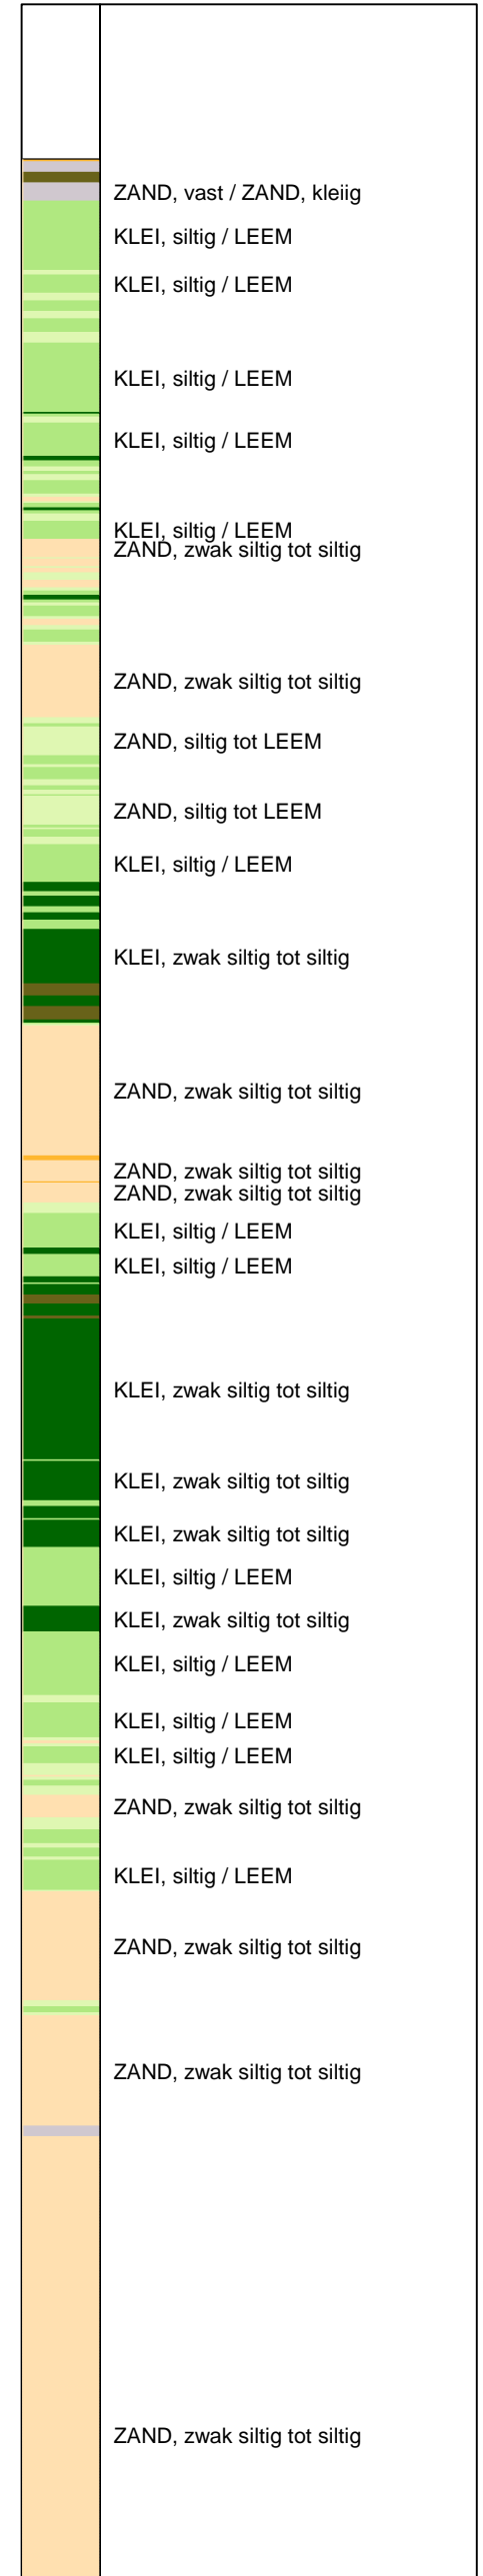 ZAND, vast / ZAND, kleiig
KLEI, siltig / LEEM
KLEI, siltig / LEEM
KLEI, siltig / LEEM
KLEI, siltig / LEEM
KLEI, siltig / LEEM
ZAND, zwak siltig tot siltig
ZAND, zwak siltig tot siltig
ZAND, siltig tot LEEM
ZAND, siltig tot LEEM
KLEI, siltig / LEEM
KLEI, zwak siltig tot siltig
ZAND, zwak siltig tot siltig
ZAND, zwak siltig tot siltig
ZAND, zwak siltig tot siltig
KLEI, siltig / LEEM
KLEI, siltig / LEEM
KLEI, zwak siltig tot siltig
KLEI, zwak siltig tot siltig
KLEI, zwak siltig tot siltig
KLEI, siltig / LEEM
KLEI, zwak siltig tot siltig
KLEI, siltig / LEEM
KLEI, siltig / LEEM
KLEI, siltig / LEEM
ZAND, zwak siltig tot siltig
KLEI, siltig / LEEM
ZAND, zwak siltig tot siltig
ZAND, zwak siltig tot siltig
ZAND, zwak siltig tot siltig